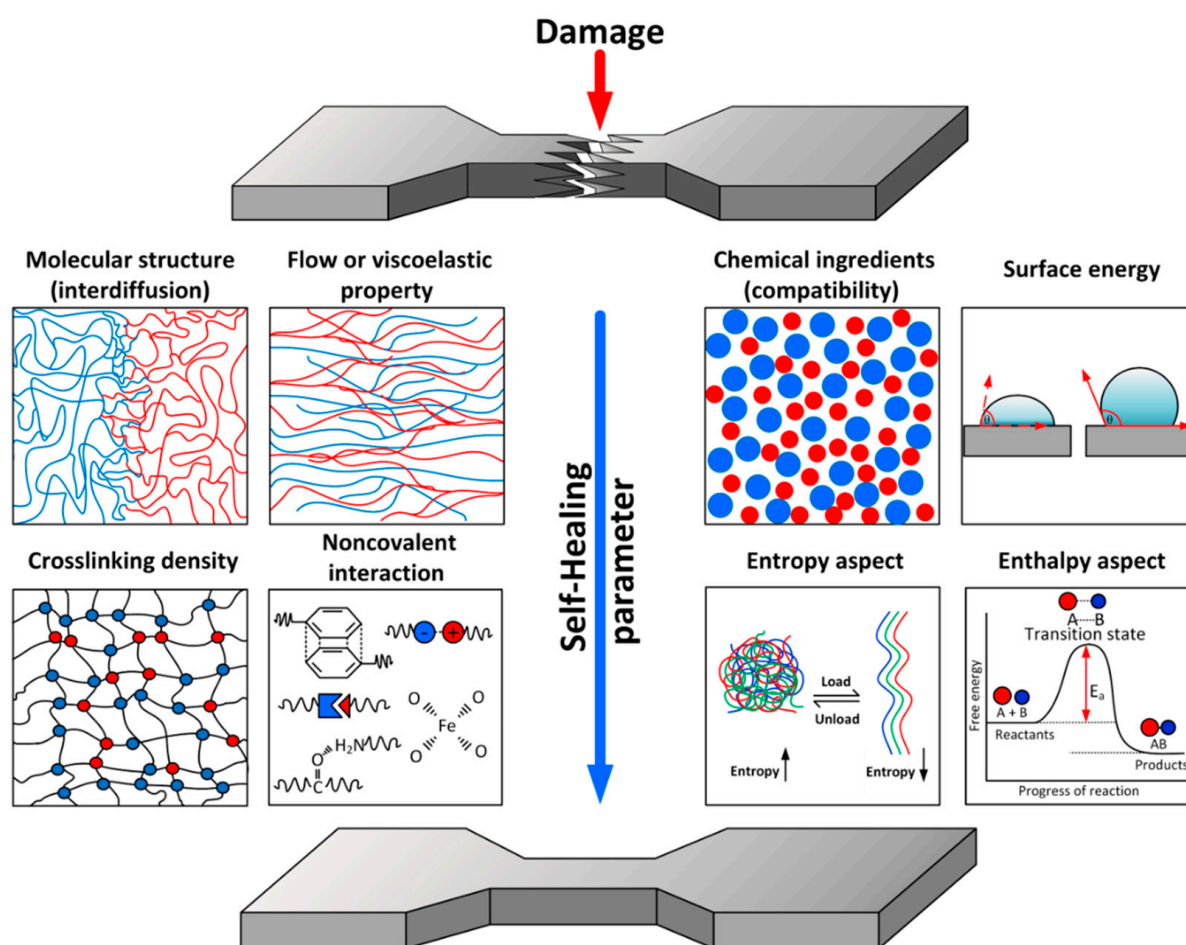 Damage
Molecular structure
(interdiffusion)
Flow or viscoelastic
property
Chemical ingredients
(compatibility)
Surface energy
θ
θ
Self-Healing
parameter
Crosslinking density
Noncovalent
interaction
-
+
O
O
Fe
O
O
H₂N
O
C
Entropy aspect
Load
Unload
Entropy
Entropy
Enthalpy aspect
A B
Transition state
Free energy
Eₐ
A + B
Reactants
AB
Products
Progress of reaction